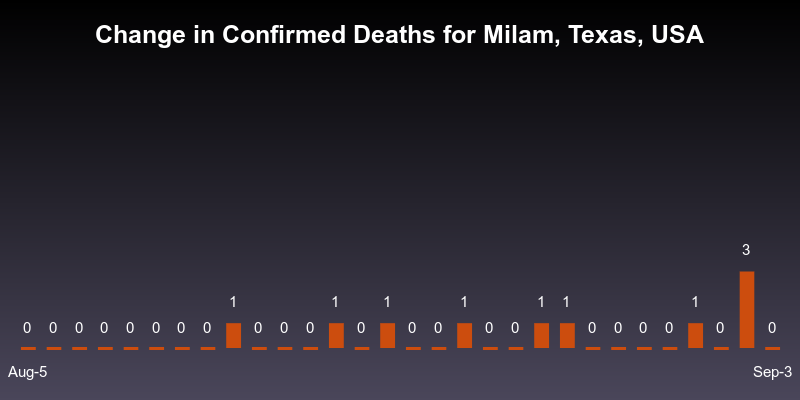 Change in Confirmed Deaths for Milam, Texas, USA
3
1 1 1 1 1 1 1
0 0 0 0 0 0 0 0 0 0 0 0 0 0 0 0 0 0 0 0 0 0
Aug-5 Sep-3